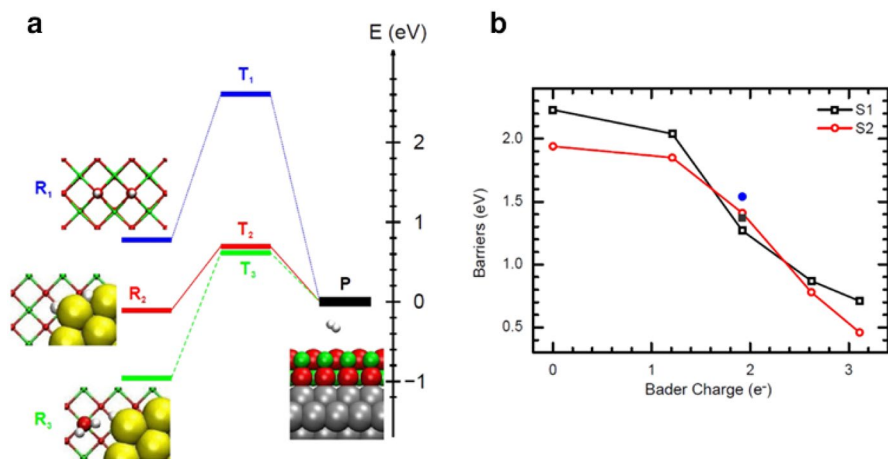 a
E (eV)
T₁
2
R₁
1
T₂
T₃
P
0
R₂
−1
R₃
b
S1
S2
2.0
1.5
1.0
0.5
Barriers (eV)
0 1 2 3
Bader Charge (e⁻)